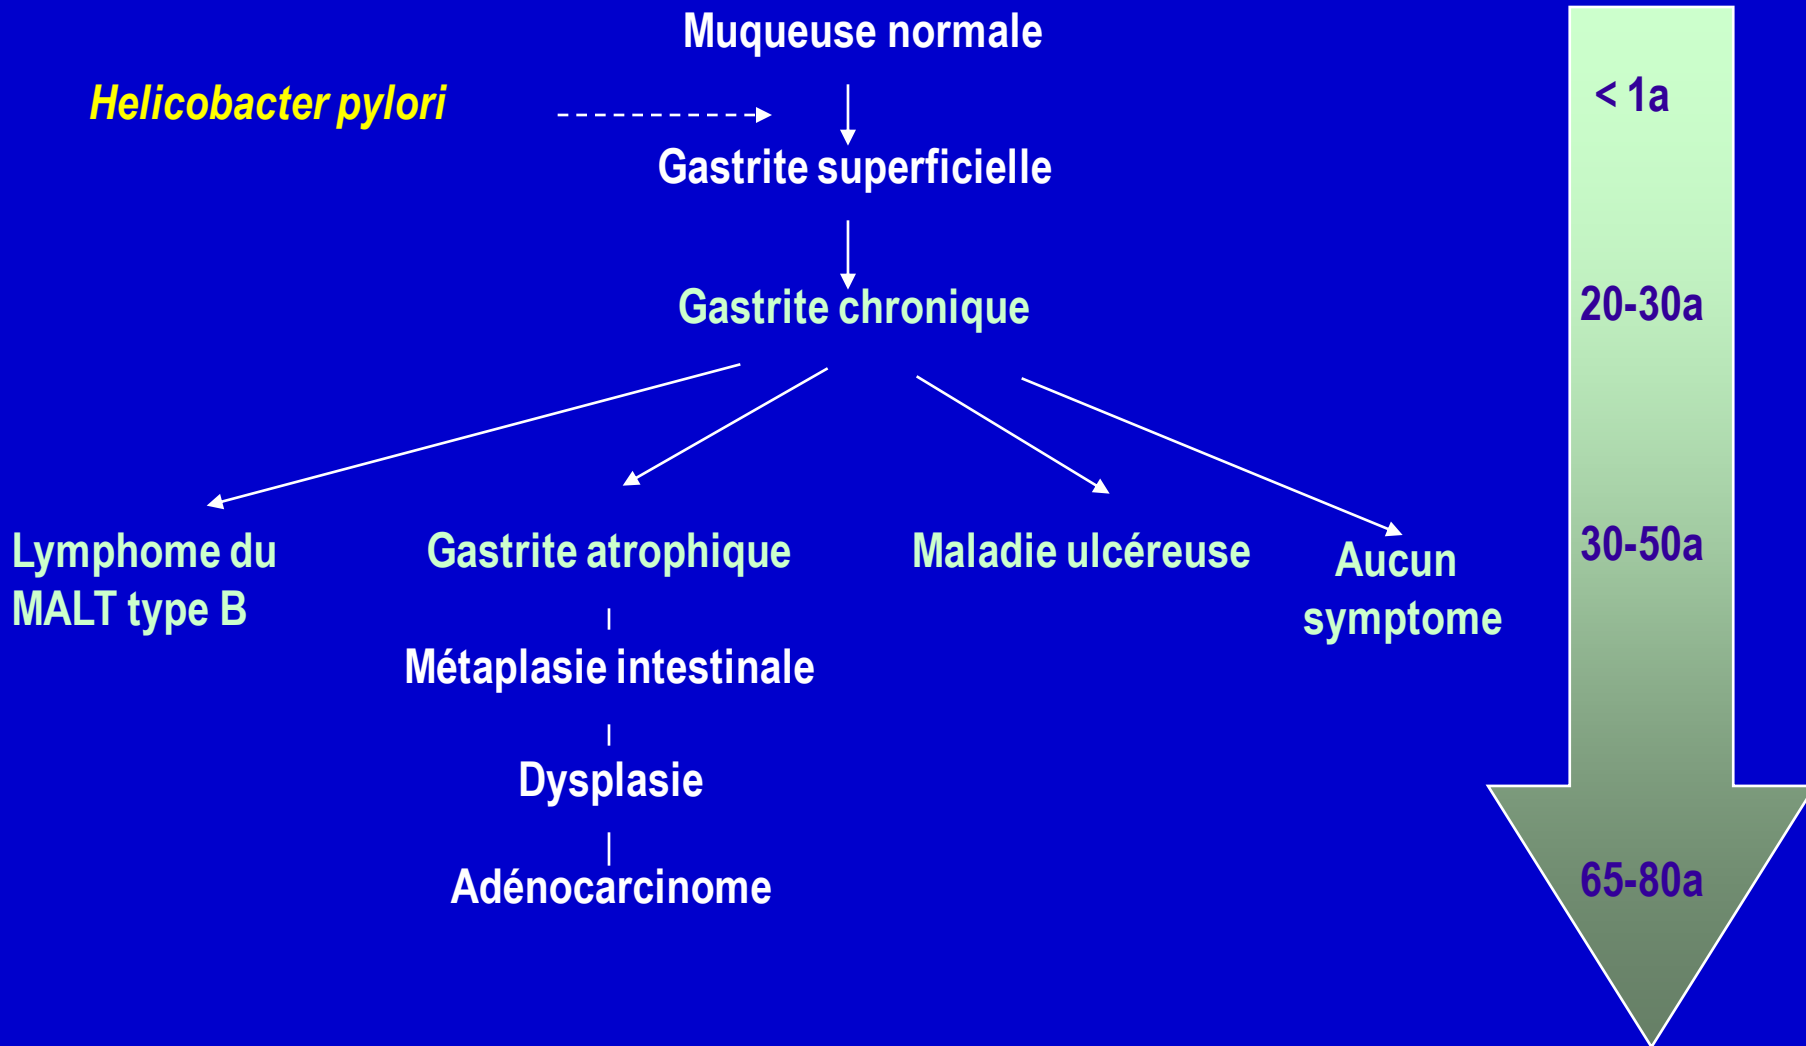 Muqueuse normale
Helicobacter pylori
< 1a
Gastrite superficielle
Gastrite chronique
20-30a
Lymphome du
MALT type B
Gastrite atrophique
Maladie ulcéreuse
Aucun
symptome
30-50a
Métaplasie intestinale
Dysplasie
Adénocarcinome
65-80a